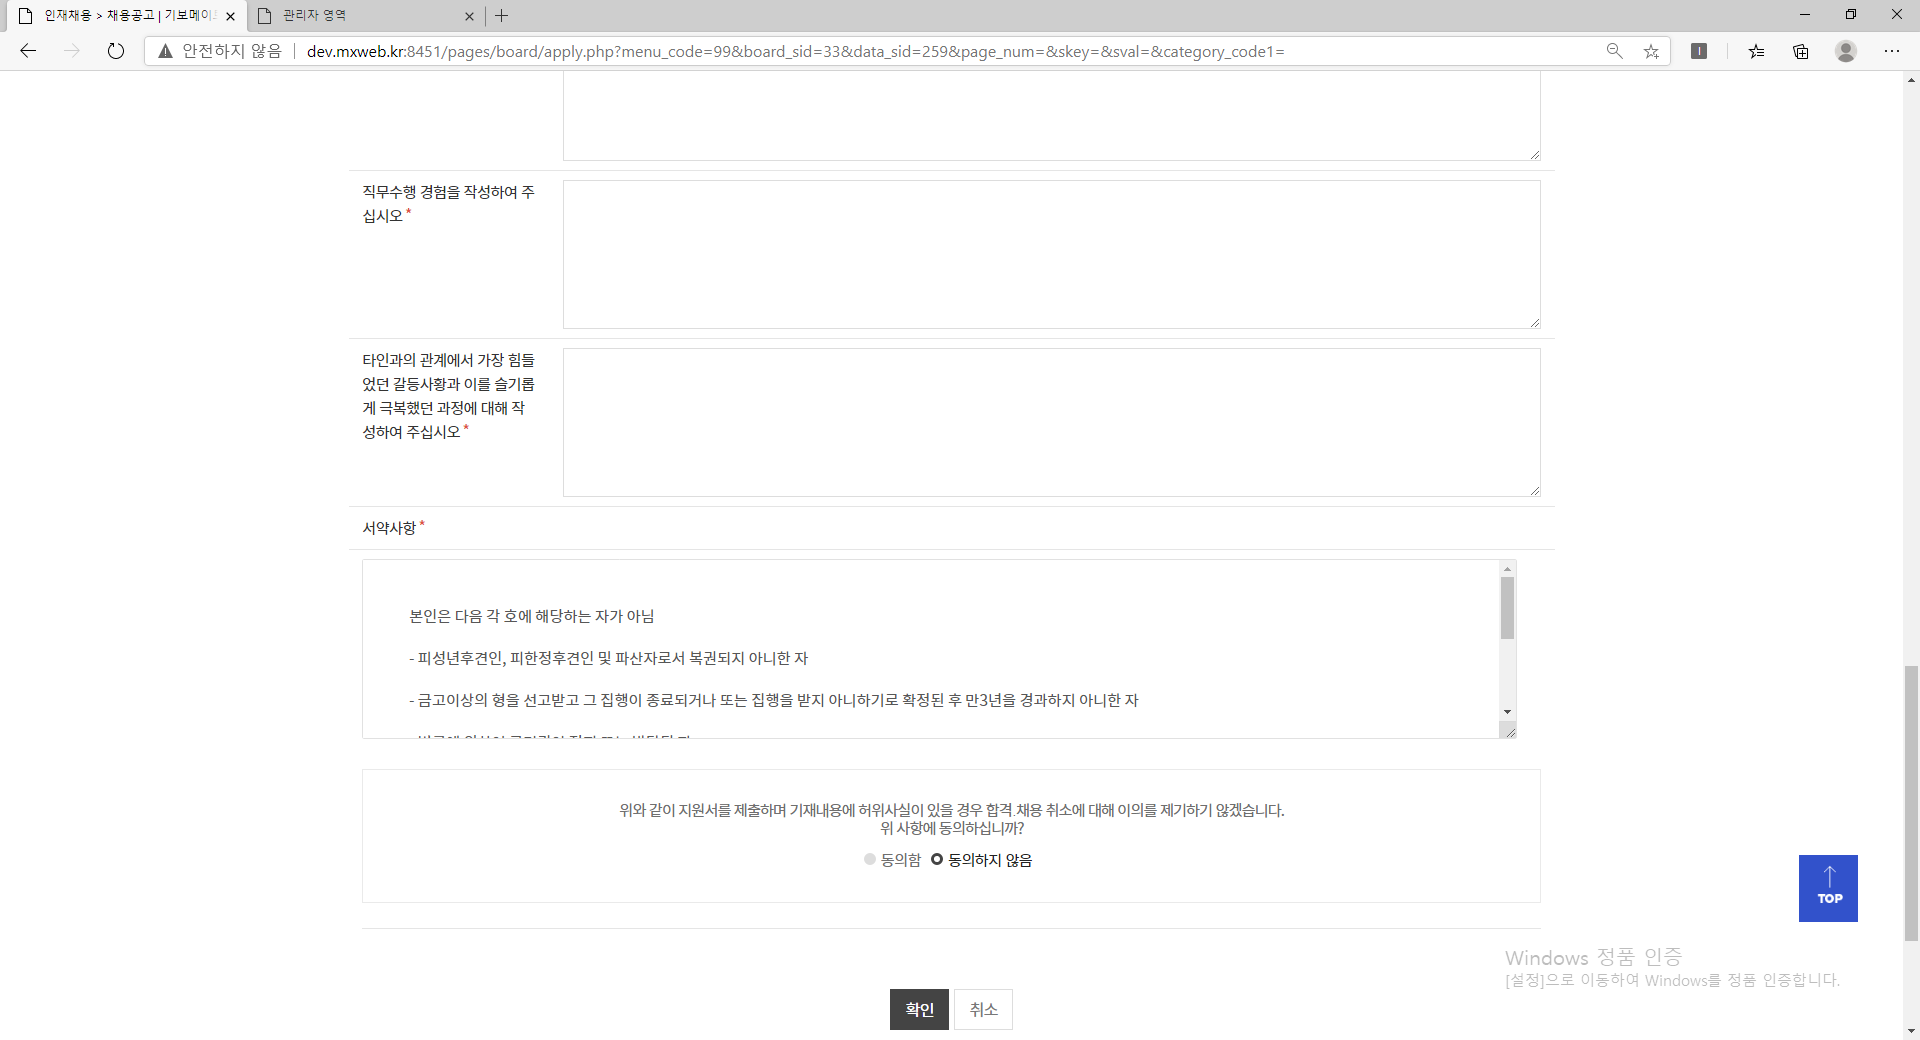 인재채용 > 채용공고 | 기보메이
관리자 영역
안전하지 않음
dev.mxweb.kr:8451/pages/board/apply.php?menu_code=99&board_sid=33&data_sid=259&page_num=&skey=&sval=&category_code1=
직무수행 경험을 작성하여 주
십시오 *
타인과의 관계에서 가장 힘들
었던 갈등사황과 이를 슬기롭
게 극복했던 과정에 대해 작
성하여 주십시오 *
서약사항 *
본인은 다음 각 호에 해당하는 자가 아님
- 피성년후견인, 피한정후견인 및 파산자로서 복권되지 아니한 자
- 금고이상의 형을 선고받고 그 집행이 종료되거나 또는 집행을 받지 아니하기로 확정된 후 만3년을 경과하지 아니한 자
위와 같이 지원서를 제출하며 기재내용에 허위사실이 있을 경우 합격.채용 취소에 대해 이의를 제기하기 않겠습니다.
위 사항에 동의하십니까?
동의함 동의하지 않음
TOP
Windows 정품 인증
[설정]으로 이동하여 Windows를 정품 인증합니다.
확인 취소